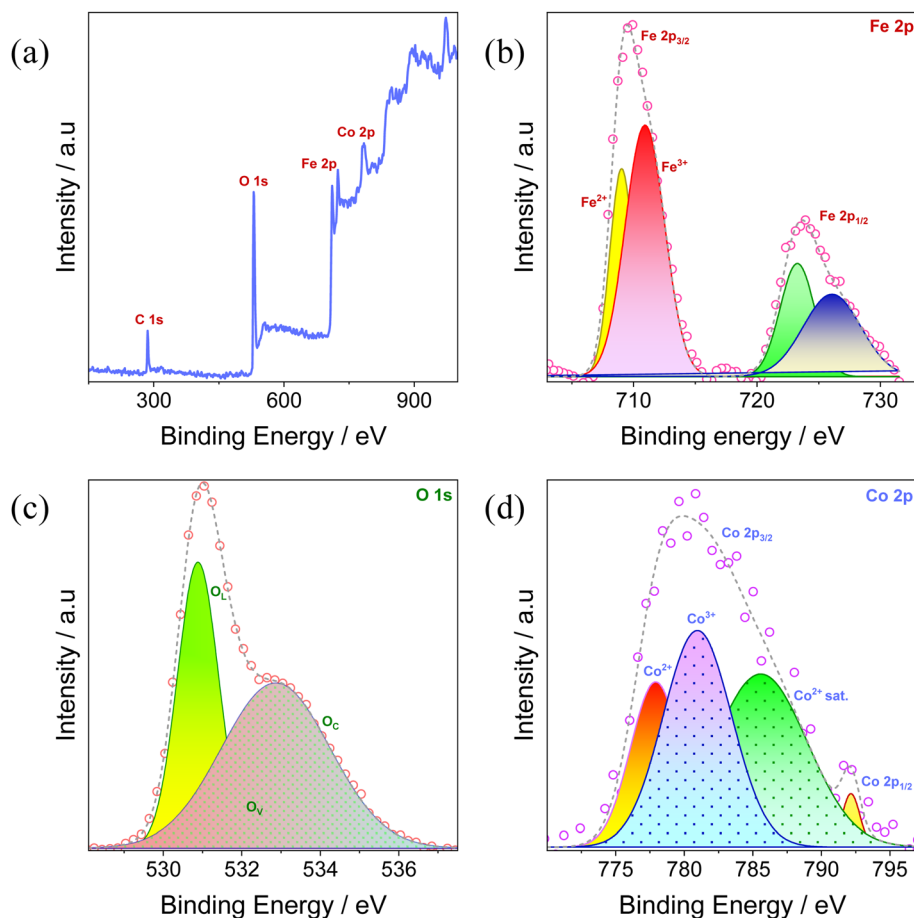 (a)
Intensity / a.u
C 1s
O 1s
Fe 2p
Co 2p
300 600 900
Binding Energy / eV
(b)
Fe 2p
Intensity / a.u
Fe 2p3/2
Fe2+
Fe3+
Fe 2p1/2
710 720 730
Binding energy / eV
(c)
O 1s
Intensity / a.u
OL
OC
OV
530 532 534 536
Binding Energy / eV
(d)
Co 2p
Intensity / a.u
Co 2p3/2
Co3+
Co2+
Co2+ sat.
Co 2p1/2
775 780 785 790 795
Binding Energy / eV